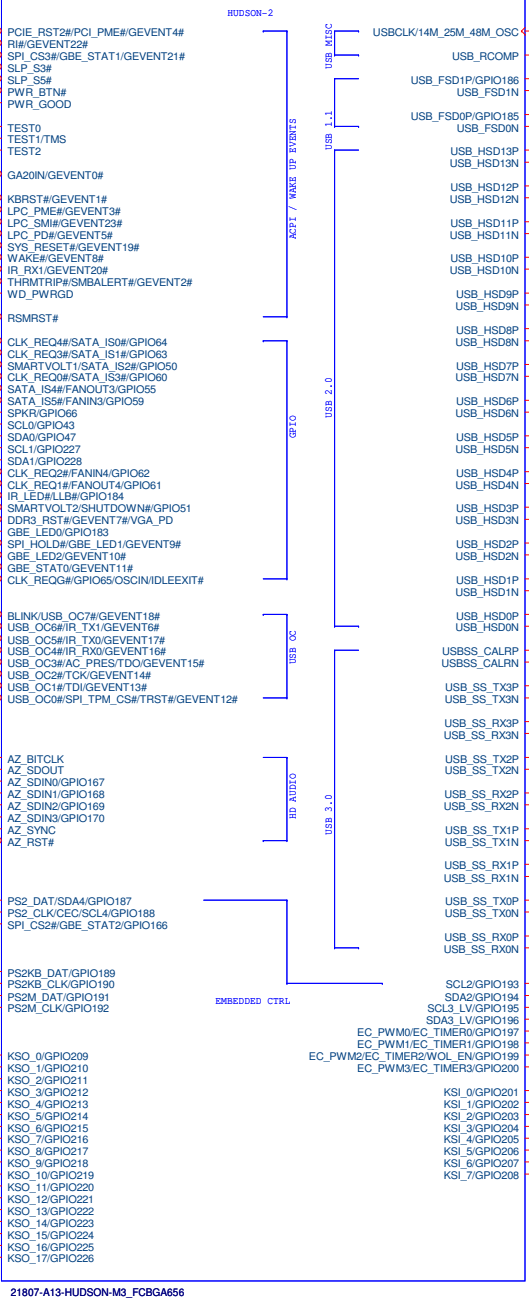 HUDSON-2
PCIE_RST2#/PCI_PME#/GEVENT4#
RI#/GEVENT22#
SPI_CS3#/GBE_STAT1/GEVENT21#
SLP_S3#
SLP_S5#
PWR_BTN#
PWR_GOOD
TEST0
TEST1/TMS
TEST2
GA20IN/GEVENT0#
KBRST#/GEVENT1#
LPC_PME#/GEVENT3#
LPC_SMI#/GEVENT23#
LPC_PD#/GEVENT5#
SYS_RESET#/GEVENT19#
WAKE#/GEVENT8#
IR_RX1/GEVENT20#
THRMTRIP#/SMBALERT#/GEVENT2#
WD_PWRGD
RSMRST#
ACPI / WAKE UP EVENTS
CLK_REQ4#/SATA_IS0#/GPIO64
CLK_REQ3#/SATA_IS1#/GPIO63
SMARTVOLT1/SATA_IS2#/GPIO50
CLK_REQ0#/SATA_IS3#/GPIO60
SATA_IS4#/FANOUT3/GPIO55
SATA_IS5#/FANIN3/GPIO59
SPKR/GPIO66
SCL0/GPIO43
SDA0/GPIO47
SCL1/GPIO227
SDA1/GPIO228
CLK_REQ2#/FANIN4/GPIO62
CLK_REQ1#/FANOUT4/GPIO61
IR_LED#/LLB#/GPIO184
SMARTVOLT2/SHUTDOWN#/GPIO51
DDR3_RST#/GEVENT7#/VGA_PD
GBE_LED0/GPIO183
SPI_HOLD#/GBE_LED1/GEVENT9#
GBE_LED2/GEVENT10#
GBE_STAT0/GEVENT11#
CLK_REQG#/GPIO65/OSCIN/IDLEEXIT#
GPIO
BLINK/USB_OC7#/GEVENT18#
USB_OC6#/IR_TX1/GEVENT6#
USB_OC5#/IR_TX0/GEVENT17#
USB_OC4#/IR_RX0/GEVENT16#
USB_OC3#/AC_PRES/TDO/GEVENT15#
USB_OC2#/TCK/GEVENT14#
USB_OC1#/TDI/GEVENT13#
USB_OC0#/SPI_TPM_CS#/TRST#/GEVENT12#
USB OC
AZ_BITCLK
AZ_SDOUT
AZ_SDIN0/GPIO167
AZ_SDIN1/GPIO168
AZ_SDIN2/GPIO169
AZ_SDIN3/GPIO170
AZ_SYNC
AZ_RST#
HD AUDIO
PS2_DAT/SDA4/GPIO187
PS2_CLK/CEC/SCL4/GPIO188
SPI_CS2#/GBE_STAT2/GPIO166
PS2KB_DAT/GPIO189
PS2KB_CLK/GPIO190
PS2M_DAT/GPIO191
PS2M_CLK/GPIO192
EMBEDDED CTRL
KSO_0/GPIO209
KSO_1/GPIO210
KSO_2/GPIO211
KSO_3/GPIO212
KSO_4/GPIO213
KSO_5/GPIO214
KSO_6/GPIO215
KSO_7/GPIO216
KSO_8/GPIO217
KSO_9/GPIO218
KSO_10/GPIO219
KSO_11/GPIO220
KSO_12/GPIO221
KSO_13/GPIO222
KSO_14/GPIO223
KSO_15/GPIO224
KSO_16/GPIO225
KSO_17/GPIO226
USB MISC
USBCLK/14M_25M_48M_OSC
USB_RCOMP
USB 1.1
USB_FSD1P/GPIO186
USB_FSD1N
USB_FSD0P/GPIO185
USB_FSD0N
USB 2.0
USB_HSD13P
USB_HSD13N
USB_HSD12P
USB_HSD12N
USB_HSD11P
USB_HSD11N
USB_HSD10P
USB_HSD10N
USB_HSD9P
USB_HSD9N
USB_HSD8P
USB_HSD8N
USB_HSD7P
USB_HSD7N
USB_HSD6P
USB_HSD6N
USB_HSD5P
USB_HSD5N
USB_HSD4P
USB_HSD4N
USB_HSD3P
USB_HSD3N
USB_HSD2P
USB_HSD2N
USB_HSD1P
USB_HSD1N
USB_HSD0P
USB_HSD0N
USB 3.0
USBSS_CALRP
USBSS_CALRN
USB_SS_TX3P
USB_SS_TX3N
USB_SS_RX3P
USB_SS_RX3N
USB_SS_TX2P
USB_SS_TX2N
USB_SS_RX2P
USB_SS_RX2N
USB_SS_TX1P
USB_SS_TX1N
USB_SS_RX1P
USB_SS_RX1N
USB_SS_TX0P
USB_SS_TX0N
USB_SS_RX0P
USB_SS_RX0N
SCL2/GPIO193
SDA2/GPIO194
SCL3_LV/GPIO195
SDA3_LV/GPIO196
EC_PWM0/EC_TIMER0/GPIO197
EC_PWM1/EC_TIMER1/GPIO198
EC_PWM2/EC_TIMER2/WOL_EN/GPIO199
EC_PWM3/EC_TIMER3/GPIO200
KSI_0/GPIO201
KSI_1/GPIO202
KSI_2/GPIO203
KSI_3/GPIO204
KSI_4/GPIO205
KSI_5/GPIO206
KSI_6/GPIO207
KSI_7/GPIO208
21807-A13-HUDSON-M3_FCBGA656